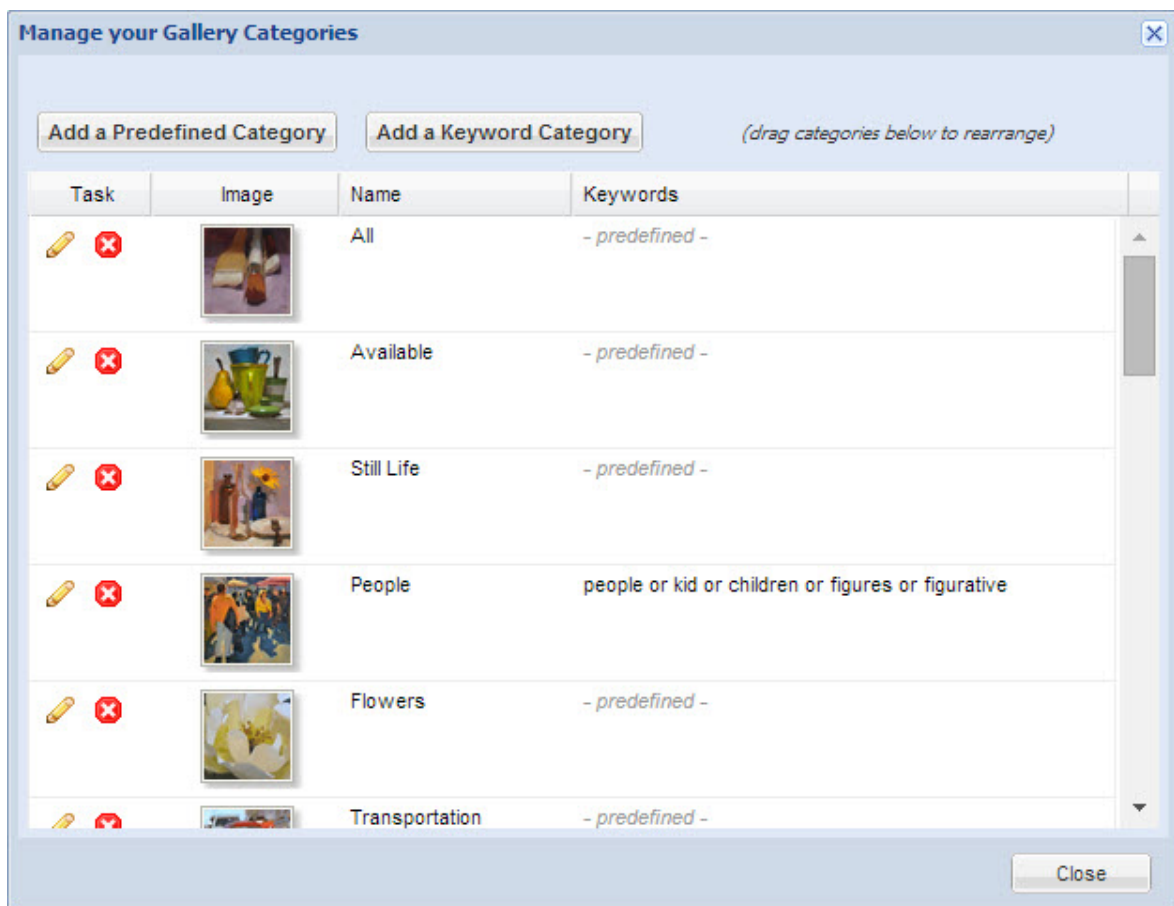 Manage your Gallery Categories
Add a Predefined Category Add a Keyword Category (drag categories below to rearrange)
Task Image Name Keywords
All - predefined -
Available - predefined -
Still Life - predefined -
People people or kid or children or figures or figurative
Flowers - predefined -
Transportation - predefined -
Close